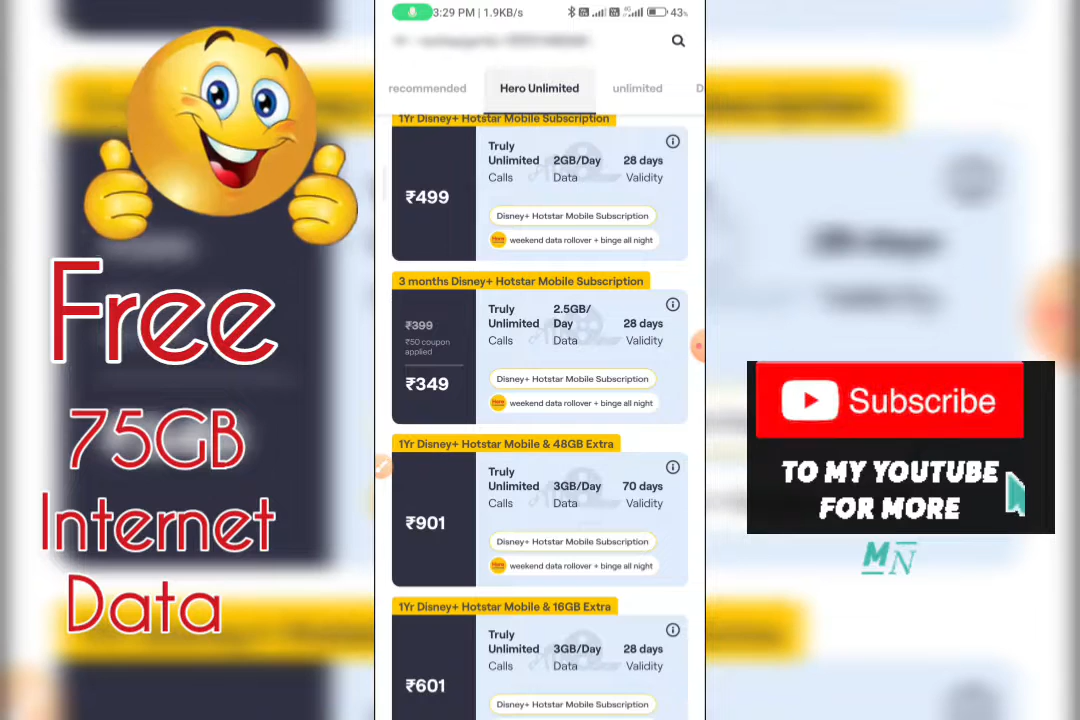 3:29 PM | 1.9KB/s
43%
recommended
Hero Unlimited
unlimited
D
1Yr Disney+ Hotstar Mobile Subscription
₹499
Truly
Unlimited
Calls
2GB/Day
Data
28 days
Validity
Disney+ Hotstar Mobile Subscription
Hero
weekend data rollover + binge all night
3 months Disney+ Hotstar Mobile Subscription
₹399
₹50 coupon
applied
₹349
Truly
Unlimited
Calls
2.5GB/
Day
Data
28 days
Validity
Disney+ Hotstar Mobile Subscription
Hero
weekend data rollover + binge all night
1Yr Disney+ Hotstar Mobile & 48GB Extra
₹901
Truly
Unlimited
Calls
3GB/Day
Data
70 days
Validity
Disney+ Hotstar Mobile Subscription
Hero
weekend data rollover + binge all night
1Yr Disney+ Hotstar Mobile & 16GB Extra
₹601
Truly
Unlimited
Calls
3GB/Day
Data
28 days
Validity
Disney+ Hotstar Mobile Subscription
Free
75GB
Internet
Data
Subscribe
TO MY YOUTUBE
FOR MORE
MN